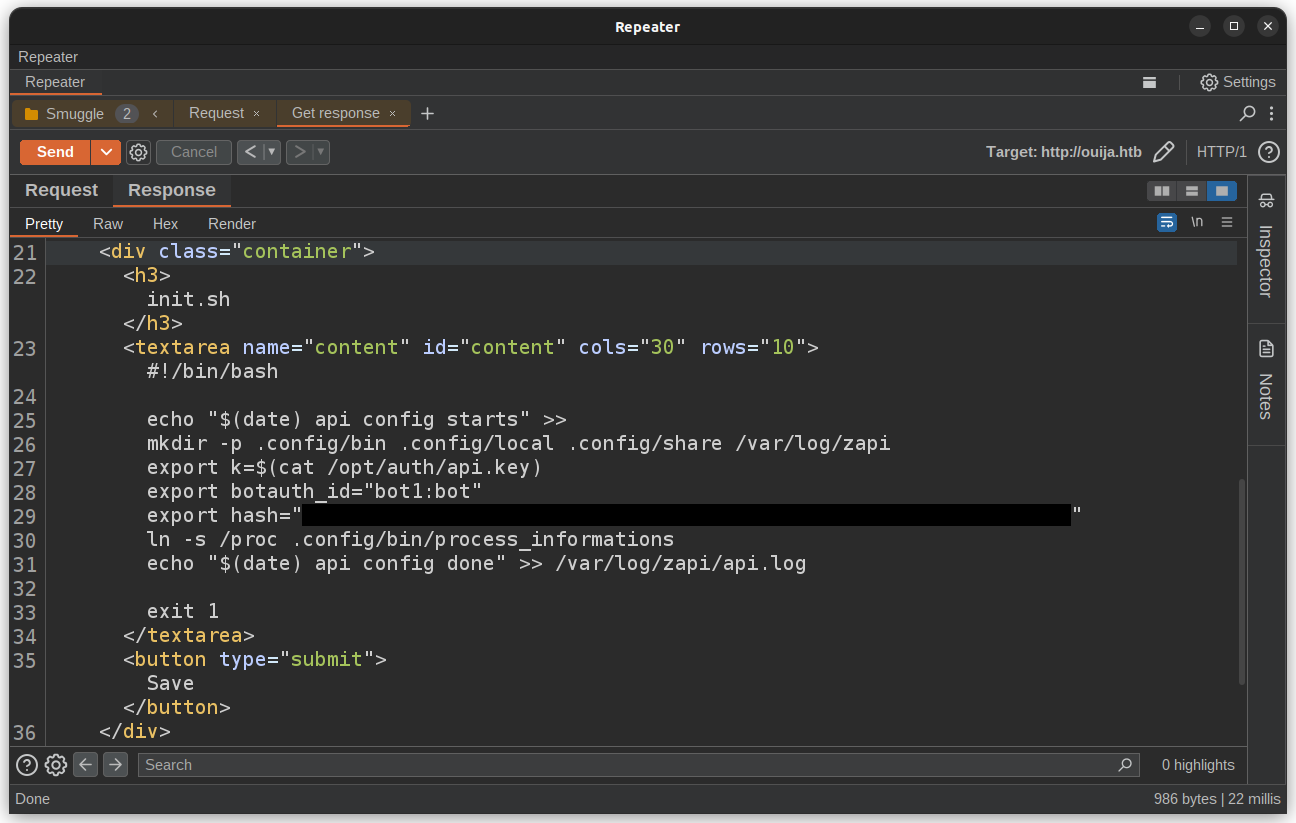 Repeater
Repeater
Repeater
Settings
Smuggle 2 ‹ Request × Get response × +
Send Cancel < > Target: http://ouija.htb HTTP/1 ?
Request Response
Pretty Raw Hex Render \n
21 <div class="container">
22 <h3>
init.sh
</h3>
23 <textarea name="content" id="content" cols="30" rows="10">
#!/bin/bash
24
25 echo "$(date) api config starts" >>
26 mkdir -p .config/bin .config/local .config/share /var/log/zapi
27 export k=$(cat /opt/auth/api.key)
28 export botauth_id="bot1:bot"
29 export hash=" "
30 ln -s /proc .config/bin/process_informations
31 echo "$(date) api config done" >> /var/log/zapi/api.log
32
33 exit 1
34 </textarea>
35 <button type="submit">
Save
</button>
36 </div>
Inspector
Notes
? Search 0 highlights
Done 986 bytes | 22 millis